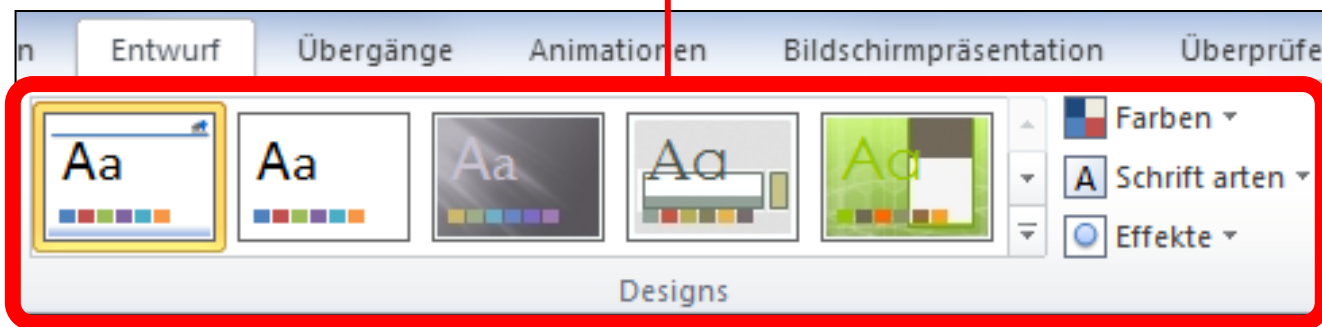 n Entwurf Übergänge Animationen Bildschirmpräsentation Überprüfe
Aa Aa Aa Aa Aa
Farben
A Schrift arten
Effekte
Designs